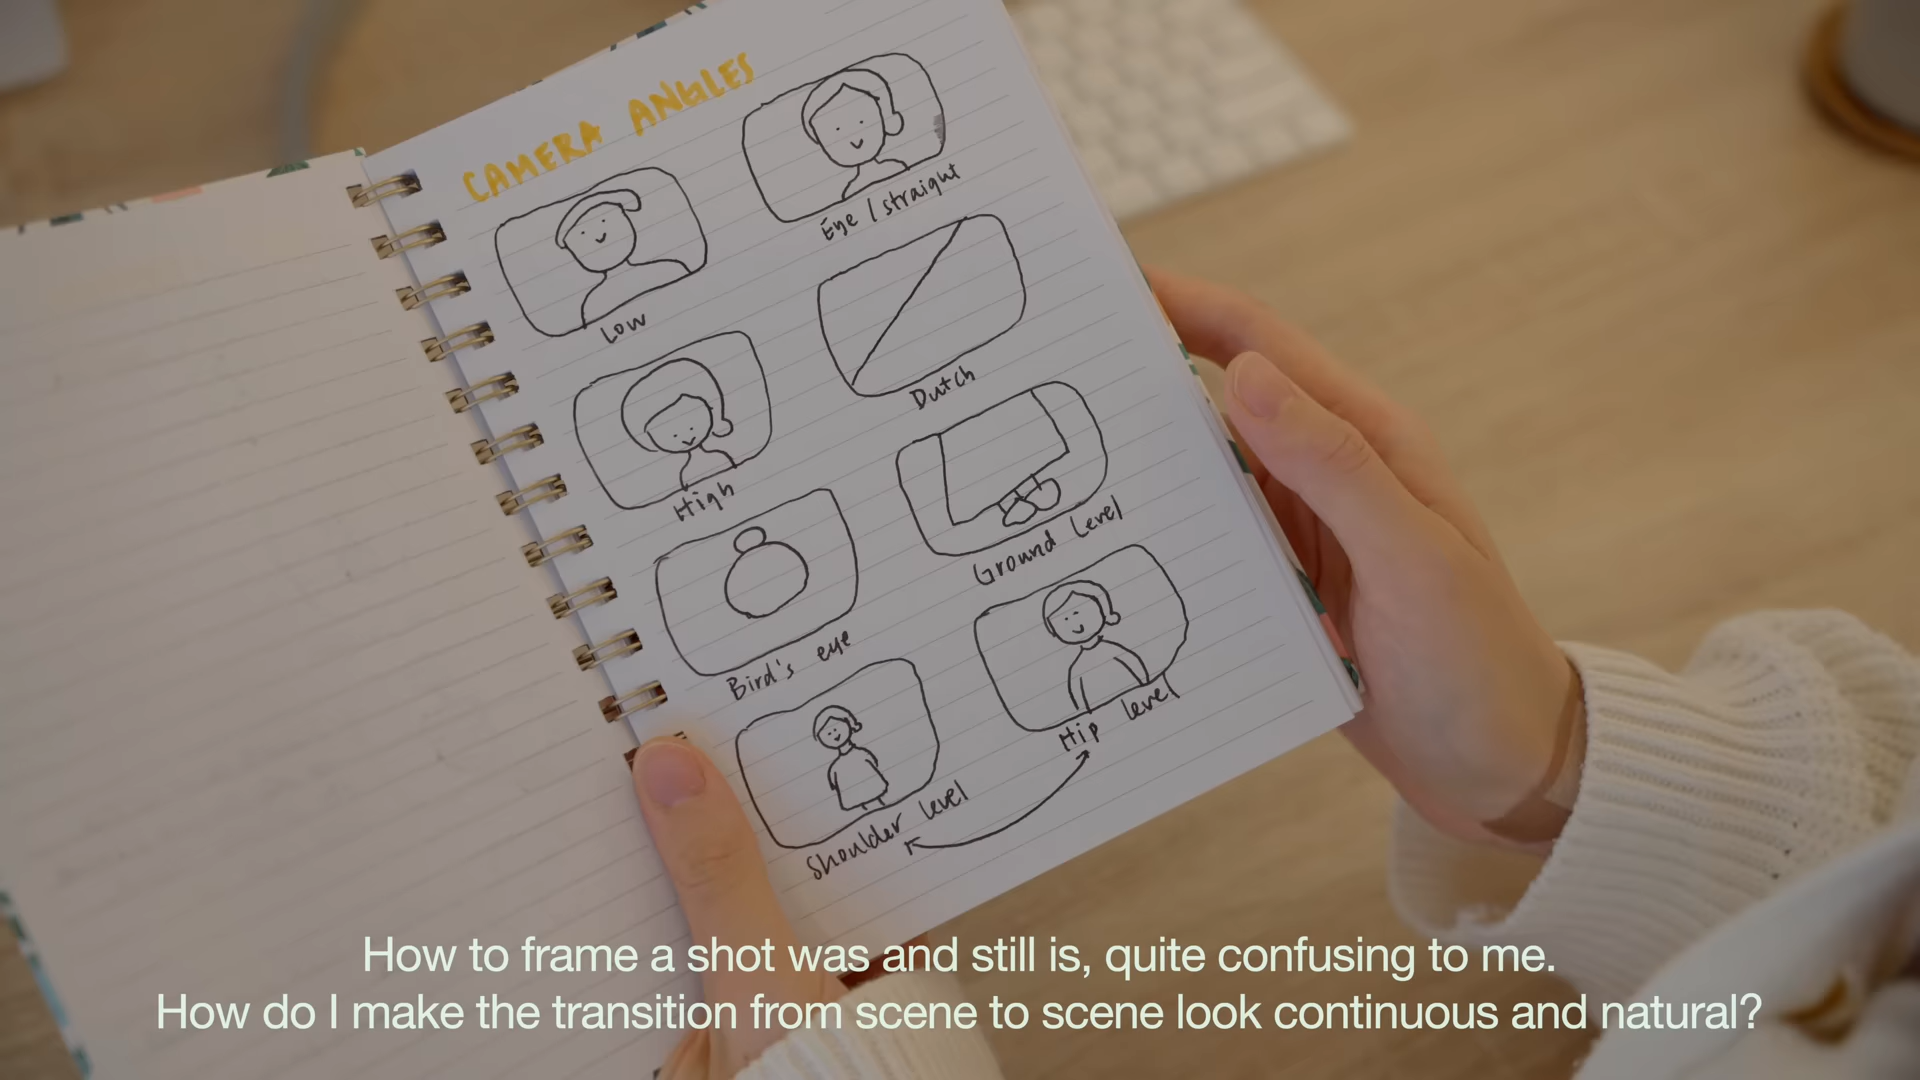 CAMERA ANGLES
Low
Eye / straight
High
Dutch
Bird's eye
Ground level
Shoulder level
Hip level
How to frame a shot was and still is, quite confusing to me.
How do I make the transition from scene to scene look continuous and natural?